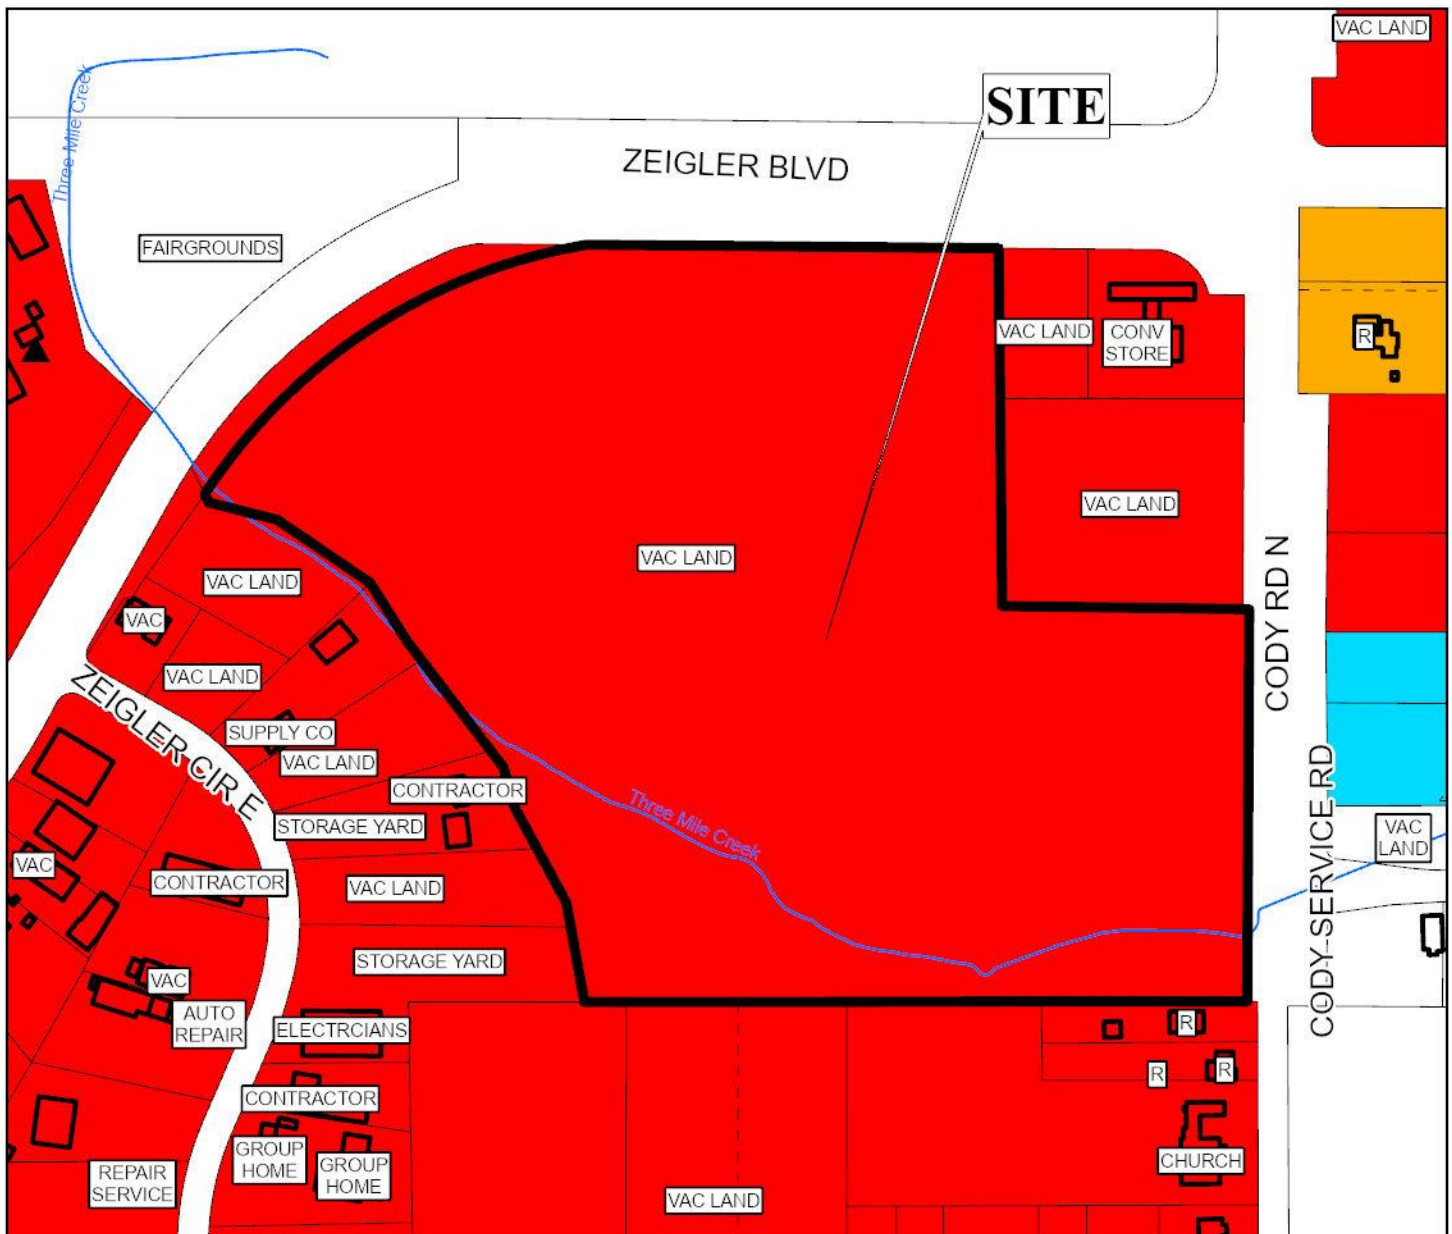 VAC LAND
SITE
Three Mile Creek
ZEIGLER BLVD
FAIRGROUNDS
VAC LAND
CONV
STORE
R
VAC LAND
VAC LAND
VAC LAND
VAC
VAC LAND
CODY RD N
ZEIGLER CIR E
SUPPLY CO
VAC LAND
CONTRACTOR
STORAGE YARD
Three Mile Creek
VAC
LAND
VAC
CONTRACTOR
VAC LAND
CODY SERVICE RD
STORAGE YARD
VAC
AUTO
REPAIR
ELECTRCIANS
R
R
R
CONTRACTOR
GROUP
HOME
GROUP
HOME
CHURCH
REPAIR
SERVICE
VAC LAND